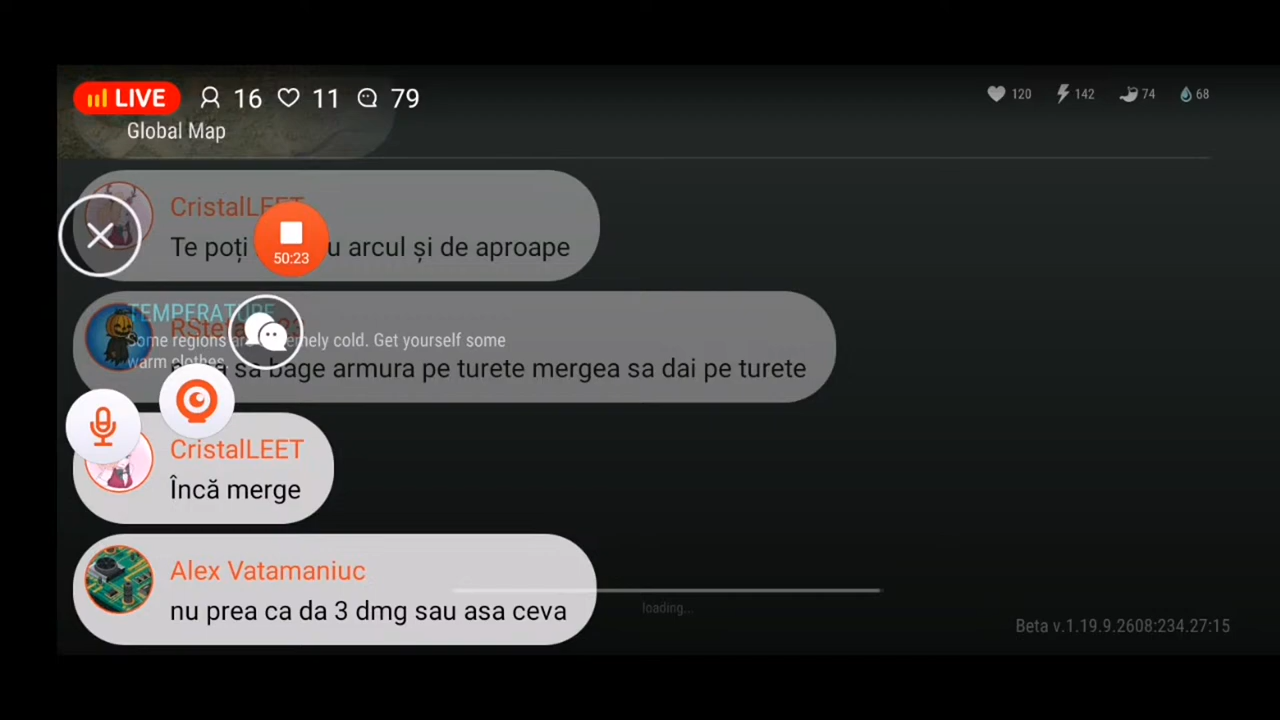 LIVE 16 11 79
120 142 74 68
Global Map
CristalLEET
Te poți u arcul și de aproape
50:23
TEMPERATURE
Some regions are extremely cold. Get yourself some
warm clothes.
sa bage armura pe turete mergea sa dai pe turete
CristalLEET
Încă merge
Alex Vatamaniuc
nu prea ca da 3 dmg sau asa ceva
loading...
Beta v.1.19.9.2608:234.27:15